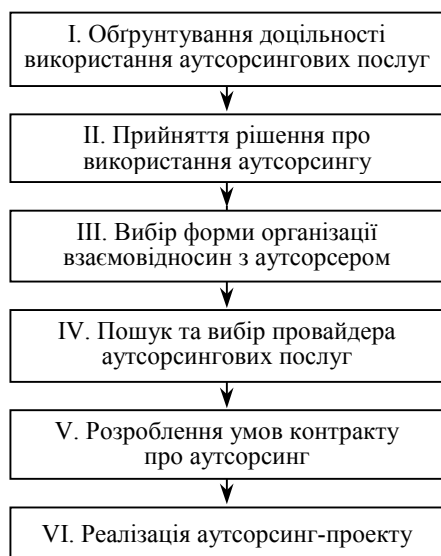 I. Обґрунтування доцільності
використання аутсорсингових послуг
II. Прийняття рішення про
використання аутсорсингу
III. Вибір форми організації
взаємовідносин з аутсорсером
IV. Пошук та вибір провайдера
аутсорсингових послуг
V. Розроблення умов контракту
про аутсорсинг
VI. Реалізація аутсорсинг-проекту